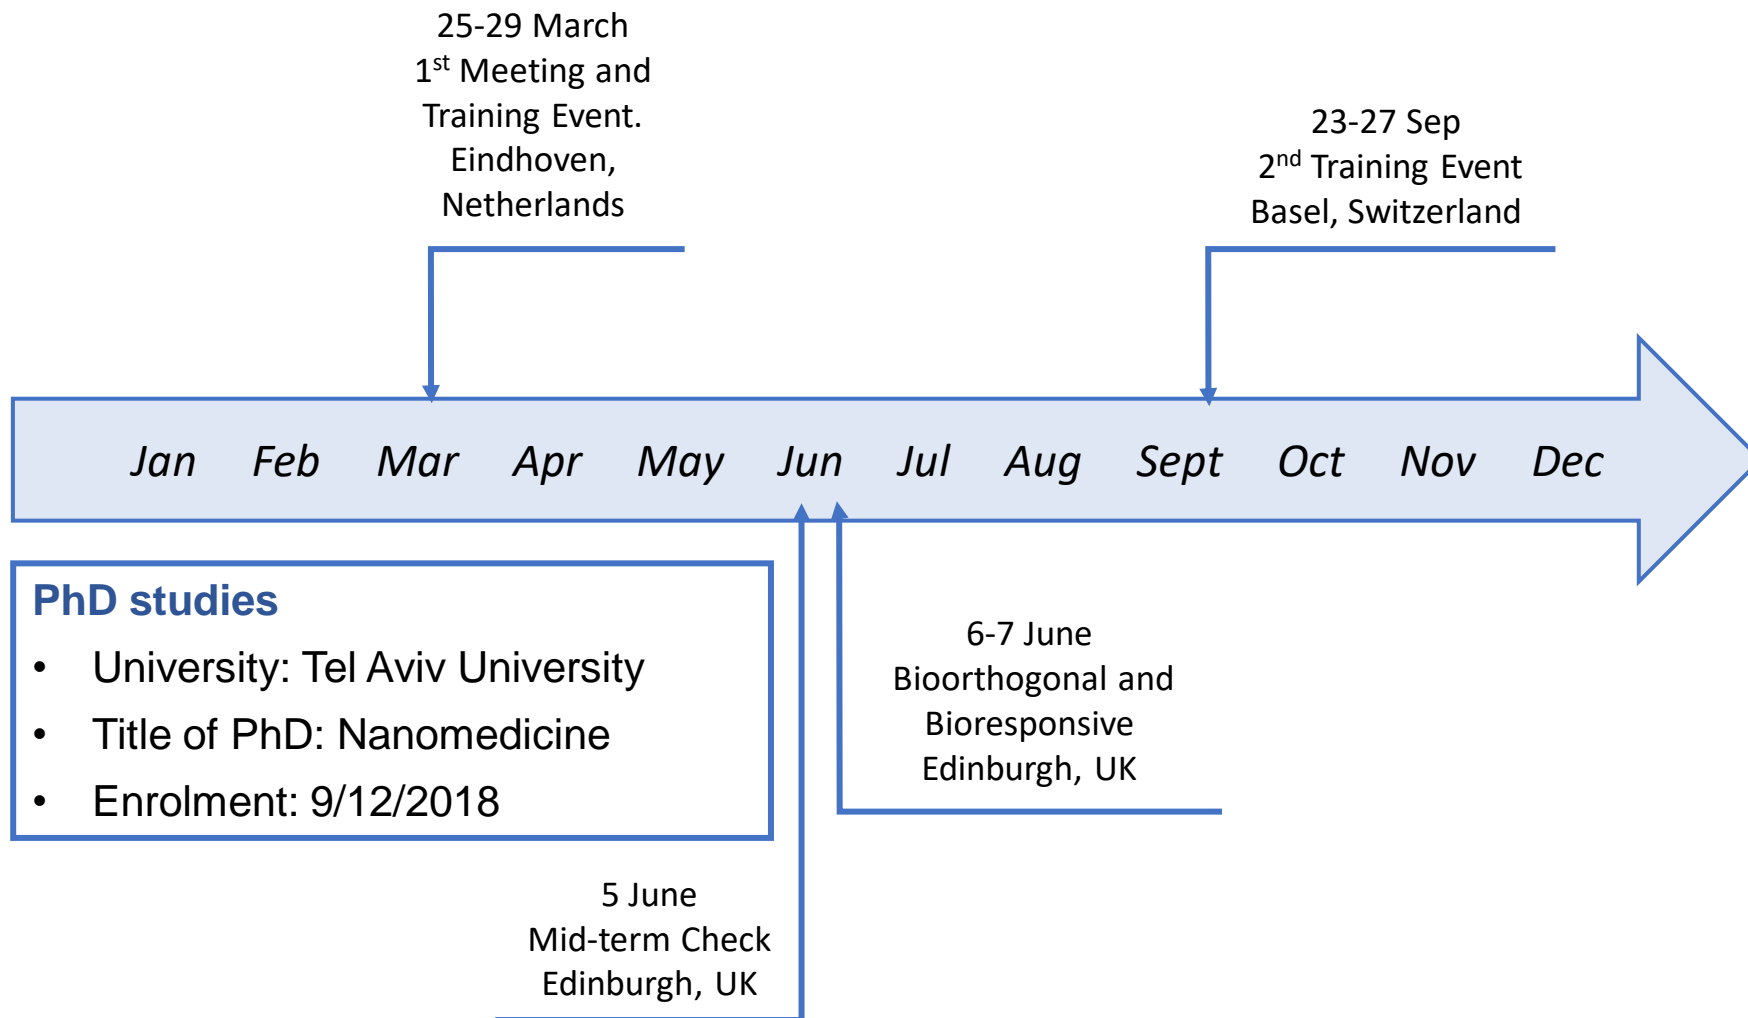 25-29 March
1st Meeting and
Training Event.
Eindhoven,
Netherlands
23-27 Sep
2nd Training Event
Basel, Switzerland
Jan Feb Mar Apr May Jun Jul Aug Sept Oct Nov Dec
PhD studies
• University: Tel Aviv University
• Title of PhD: Nanomedicine
• Enrolment: 9/12/2018
6-7 June
Bioorthogonal and
Bioresponsive
Edinburgh, UK
5 June
Mid-term Check
Edinburgh, UK